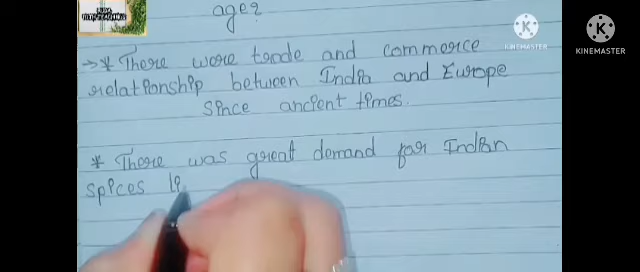 age?
→* There were trade and commerce
relationship between India and Europe
since ancient times.
* There was great demand for Indian
spices li
KINEMASTER
KINEMASTER